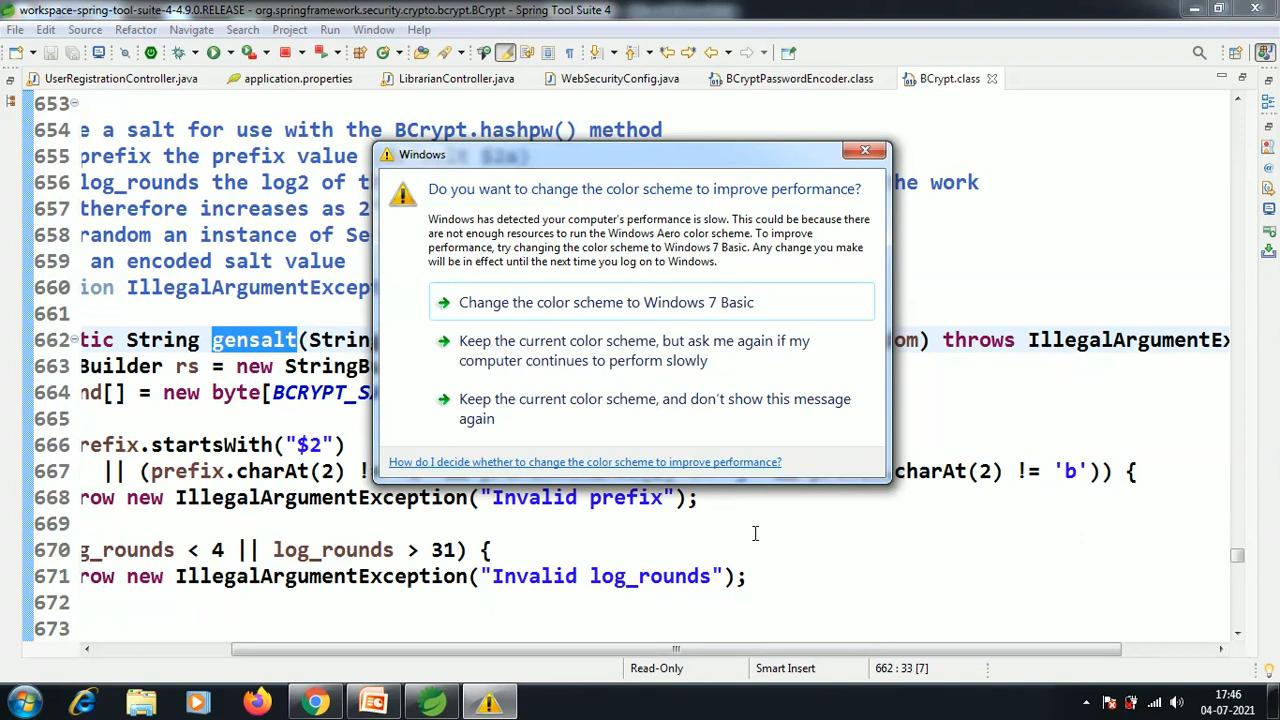 workspace-spring-tool-suite-4-4.9.0.RELEASE - org.springframework.security.crypto.bcrypt.BCrypt - Spring Tool Suite 4
File Edit Source Refactor Navigate Search Project Run Window Help
UserRegistrationController.java application.properties LibrarianController.java WebSecurityConfig.java BCryptPasswordEncoder.class BCrypt.class
653
654 e a salt for use with the BCrypt.hashpw() method
655 prefix the prefix value lt $2a)
656 log_rounds the log2 of t he work
657 therefore increases as 2
658 random an instance of Se
659 an encoded salt value
660 ion IllegalArgumentExcep
661
662 tic String gensalt(Strin om) throws IllegalArgumentEx
663 Builder rs = new StringB
664 nd[] = new byte[BCRYPT_S
665
666 refix.startsWith("$2")
667 || (prefix.charAt(2) ! charAt(2) != 'b')) {
668 row new IllegalArgumentException("Invalid prefix");
669
670 g_rounds < 4 || log_rounds > 31) {
671 row new IllegalArgumentException("Invalid log_rounds");
672
673
Windows
Do you want to change the color scheme to improve performance?
Windows has detected your computer's performance is slow. This could be because there
are not enough resources to run the Windows Aero color scheme. To improve
performance, try changing the color scheme to Windows 7 Basic. Any change you make
will be in effect until the next time you log on to Windows.
Change the color scheme to Windows 7 Basic
Keep the current color scheme, but ask me again if my
computer continues to perform slowly
Keep the current color scheme, and don't show this message
again
How do I decide whether to change the color scheme to improve performance?
Read-Only Smart Insert 662 : 33 [7]
17:46
04-07-2021